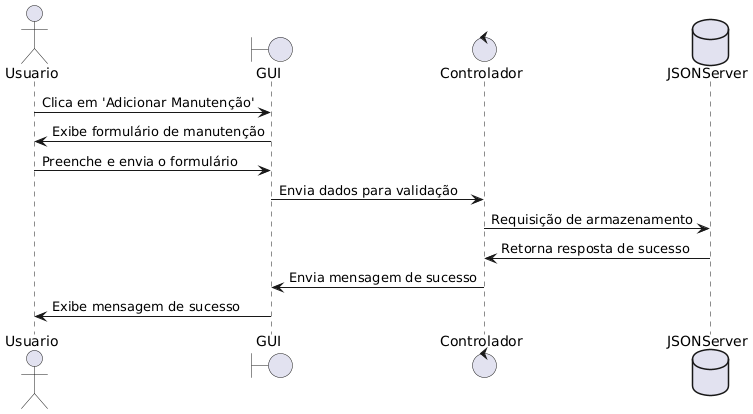 Usuario
GUI
Controlador
JSONServer
Clica em 'Adicionar Manutenção'
Exibe formulário de manutenção
Preenche e envia o formulário
Envia dados para validação
Requisição de armazenamento
Retorna resposta de sucesso
Envia mensagem de sucesso
Exibe mensagem de sucesso
Usuario
GUI
Controlador
JSONServer